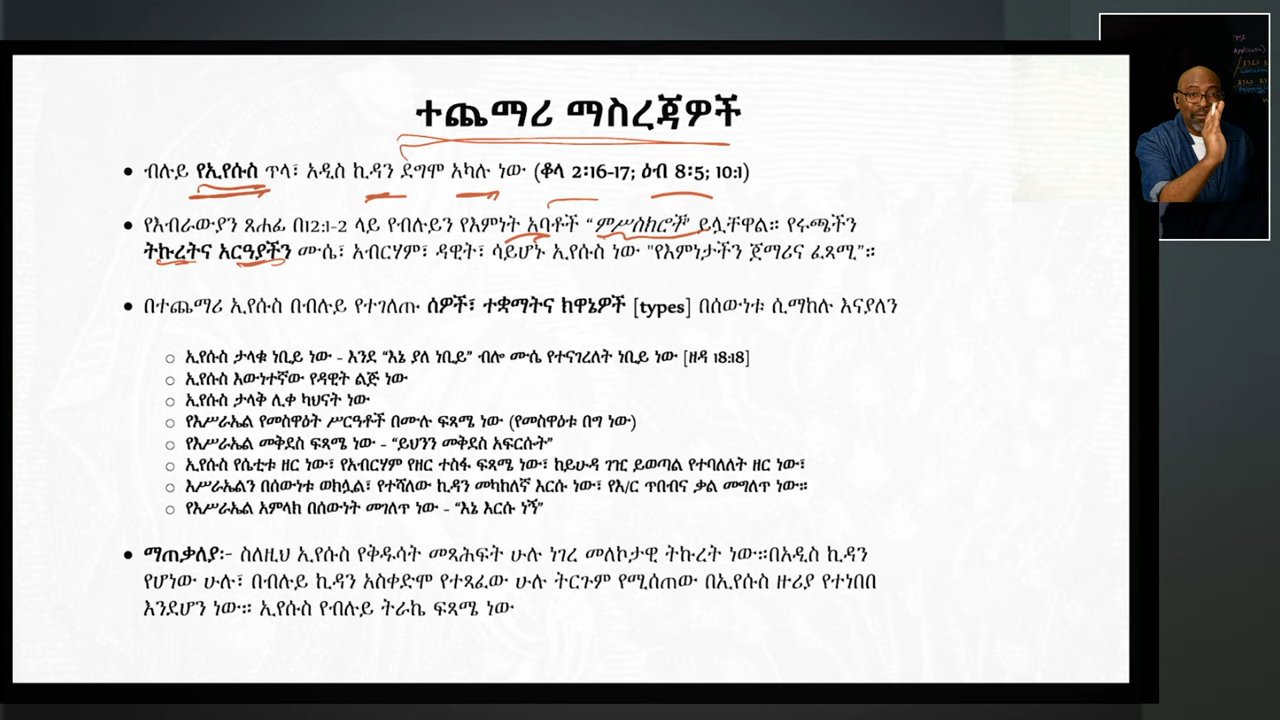 ተጨማሪ ማስረጃዎች
• ብሉይ የኢየሱስ ጥላ፣ አዲስ ኪዳን ደግሞ አካሉ ነው (ቆላ 2፡16-17; ዕብ 8፡5; 10:1)
• የእብራውያን ጸሐፊ በ12:1-2 ላይ የብሉይን የእምነት አባቶች “ምሥክሮች” ይሏቸዋል። የሩጫችን
ትኩረትና አርዓያችን ሙሴ፣ አብርሃም፣ ዳዊት፣ ሳይሆን ኢየሱስ ነው "የእምነታችን ጀማሪና ፈጻሚ”።
• በተጨማሪ ኢየሱስ በብሉይ የተገለጡ ሰዎች፣ ተቋማትና ክዋኔዎች [types] በሰውነቱ ሲማከሉ እናያለን
○ ኢየሱስ ታላቁ ነቢይ ነው - እንደ “እኔ ያለ ነቢይ” ብሎ ሙሴ የተናገረለት ነቢይ ነው [ዘዳ 18:18]
○ ኢየሱስ እውነተኛው የዳዊት ልጅ ነው
○ ኢየሱስ ታላቅ ሊቀ ካህናት ነው
○ የእሥራኤል የመስዋዕት ሥርዓቶች በሙሉ ፍጻሜ ነው (የመስዋዕቱ በግ ነው)
○ የእሥራኤል መቅደስ ፍጻሜ ነው - “ይህንን መቅደስ አፍርሱት”
○ ኢየሱስ የሴቲቱ ዘር ነው፣ የአብርሃም የዘር ተስፋ ፍጻሜ ነው፣ ከይሁዳ ገዢ ይወጣል የተባለለት ዘር ነው፣
○ እሥራኤልን በሰውነቱ ወክሏል፣ የተሻለው ኪዳን መካከለኛ እርሱ ነው፣ የእ/ር ጥበብና ቃል መግለጥ ነው።
○ የእሥራኤል አምላክ በሰውነት መገለጥ ነው - “እኔ እርሱ ነኝ”
• ማጠቃለያ፡- ስለዚህ ኢየሱስ የቅዱሳት መጻሕፍት ሁሉ ነገረ መለኮታዊ ትኩረት ነው።በአዲስ ኪዳን
የሆነው ሁሉ፣ በብሉይ ኪዳን አስቀድሞ የተጻፈው ሁሉ ትርጉም የሚሰጠው በኢየሱስ ዙሪያ የተነበበ
እንደሆን ነው። ኢየሱስ የብሉይ ትራኬ ፍጻሜ ነው